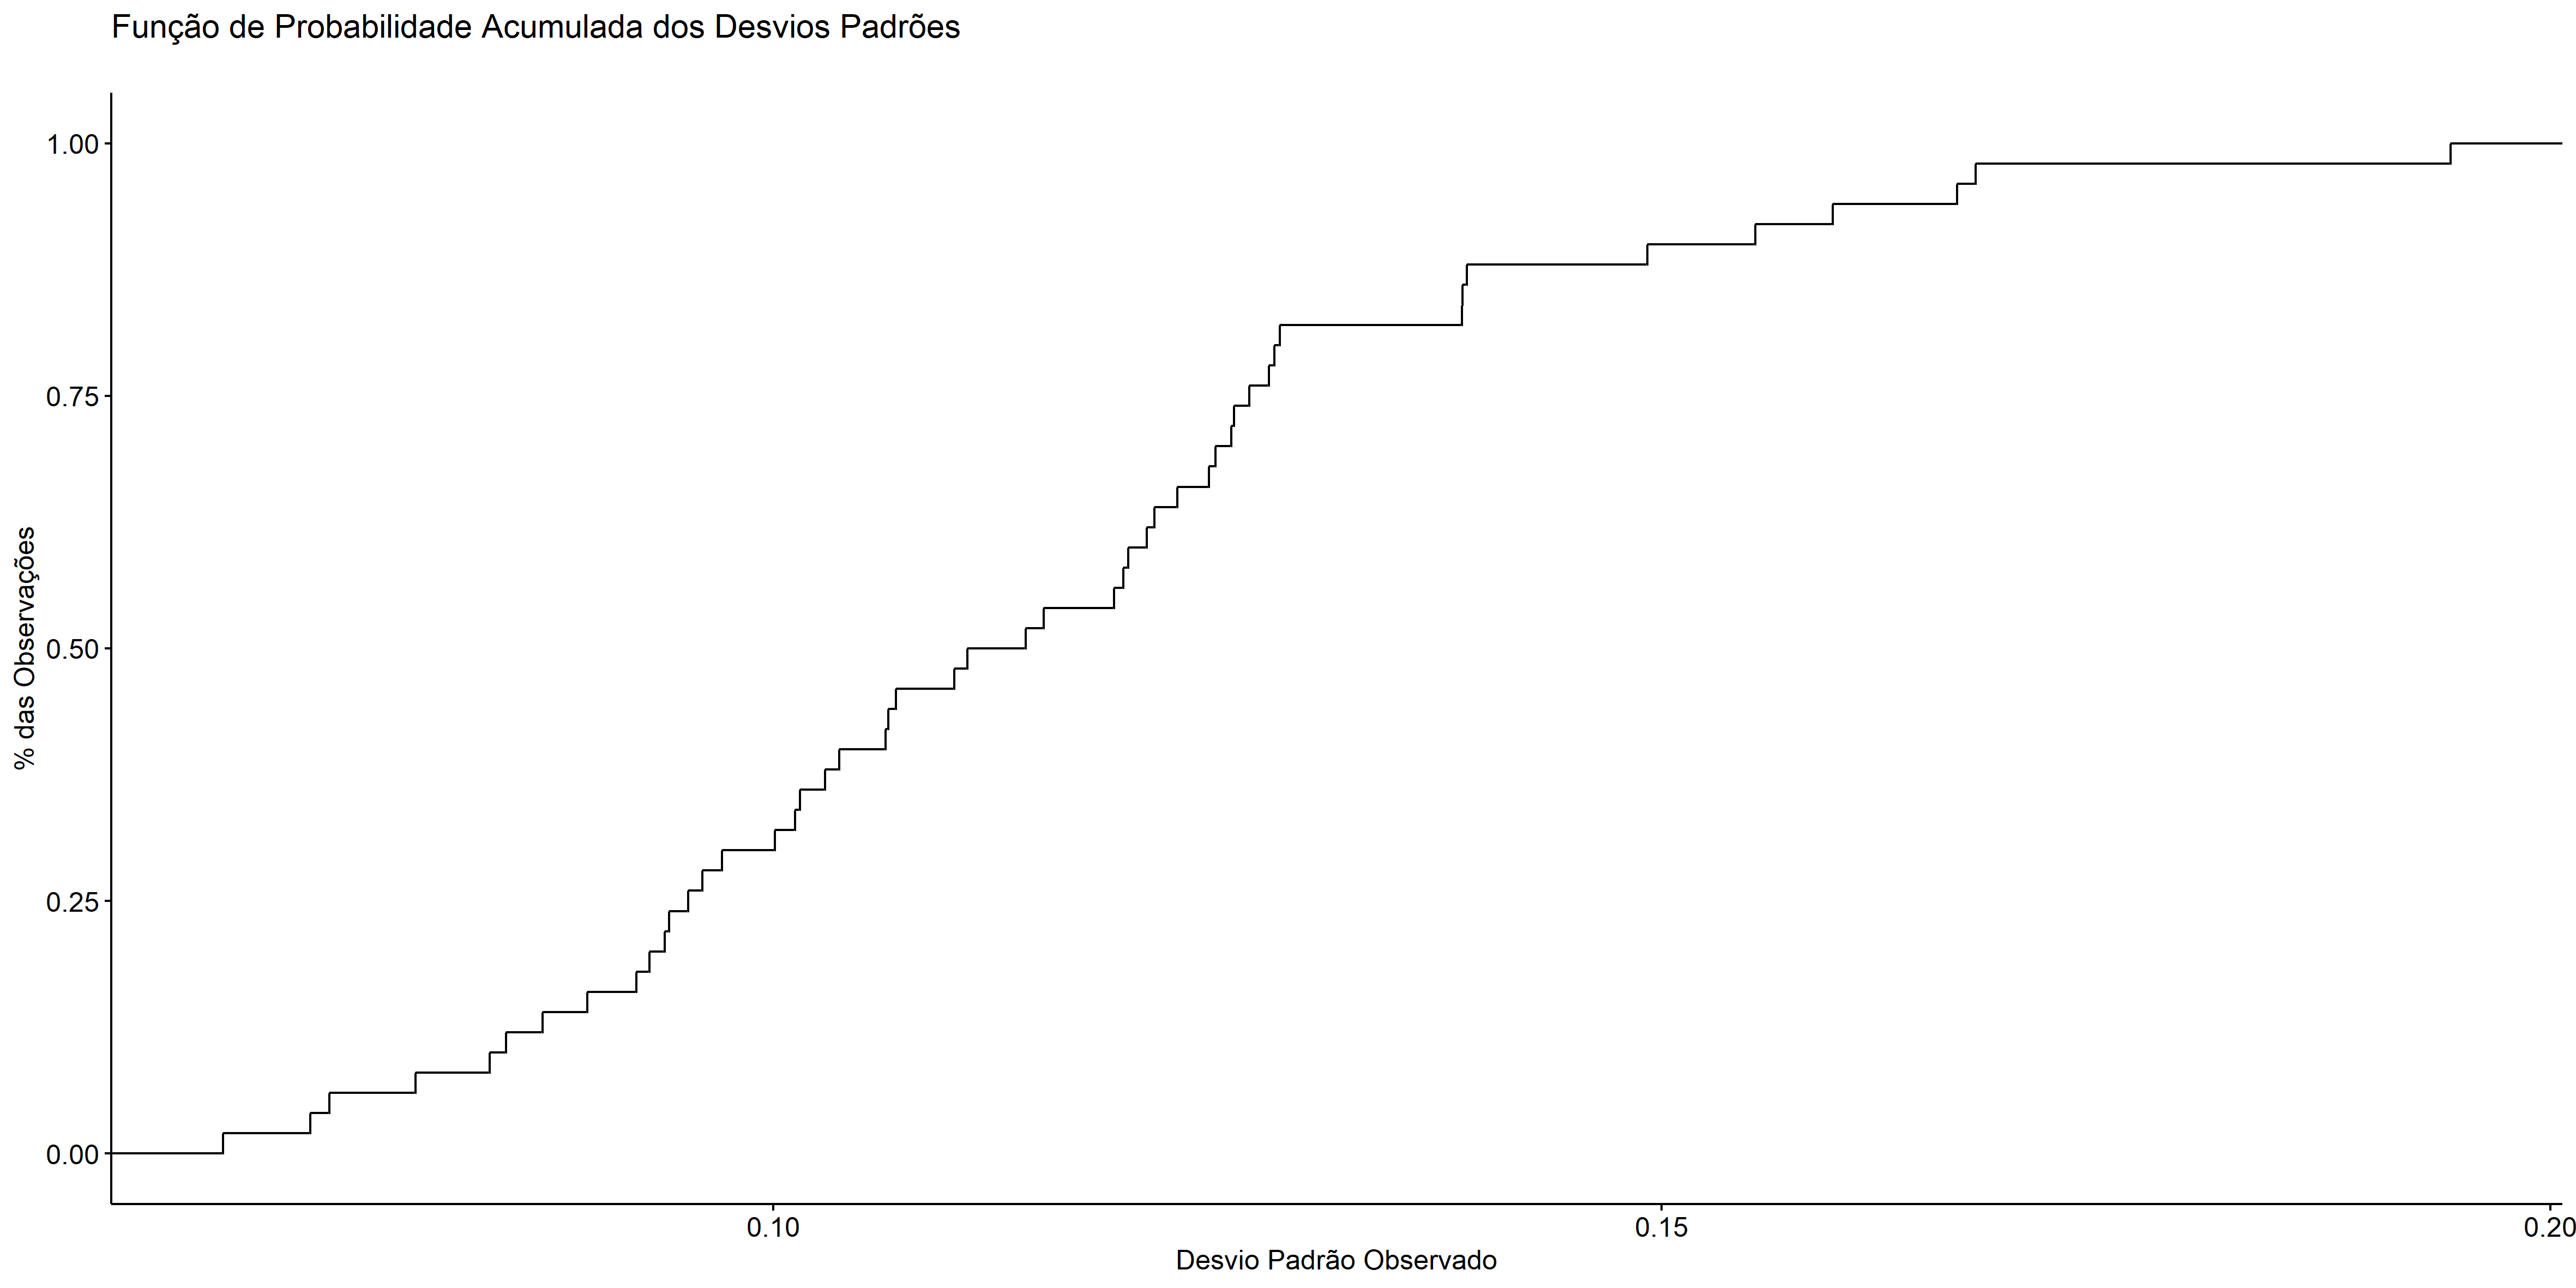 Função de Probabilidade Acumulada dos Desvios Padrões
1.00
0.75
0.50
0.25
0.00
% das Observações
0.10
0.15
0.20
Desvio Padrão Observado